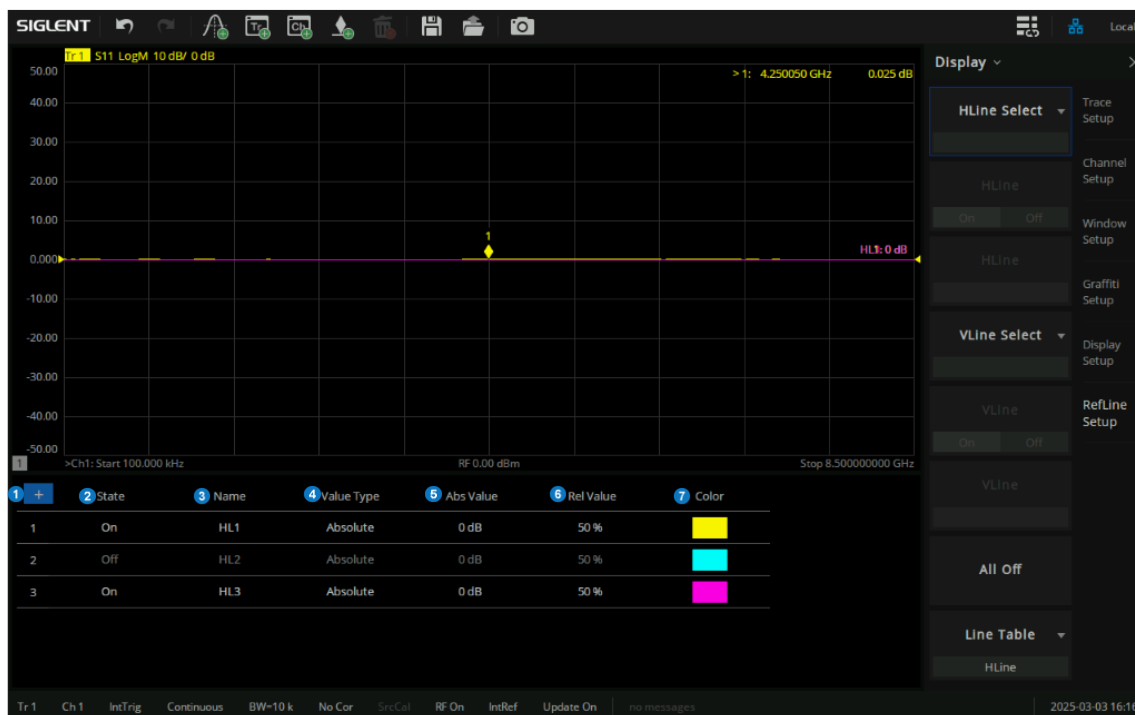 SIGLENT Tr Ch Local
Tr 1 S11 LogM 10 dB/ 0 dB
> 1: 4.250050 GHz 0.025 dB
50.00
40.00
30.00
20.00
10.00
0.000
-10.00
-20.00
-30.00
-40.00
-50.00
1
HL1: 0 dB
1 >Ch1: Start 100.000 kHz RF 0.00 dBm Stop 8.500000000 GHz
1 + 2 State 3 Name 4 Value Type 5 Abs Value 6 Rel Value 7 Color
1 On HL1 Absolute 0 dB 50 %
2 Off HL2 Absolute 0 dB 50 %
3 On HL3 Absolute 0 dB 50 %
Display
HLine Select
HLine
On Off
HLine
VLine Select
VLine
On Off
VLine
All Off
Line Table
HLine
Trace
Setup
Channel
Setup
Window
Setup
Graffiti
Setup
Display
Setup
RefLine
Setup
Tr 1 Ch 1 IntTrig Continuous BW=10 k No Cor SrcCal RF On IntRef Update On no messages 2025-03-03 16:16